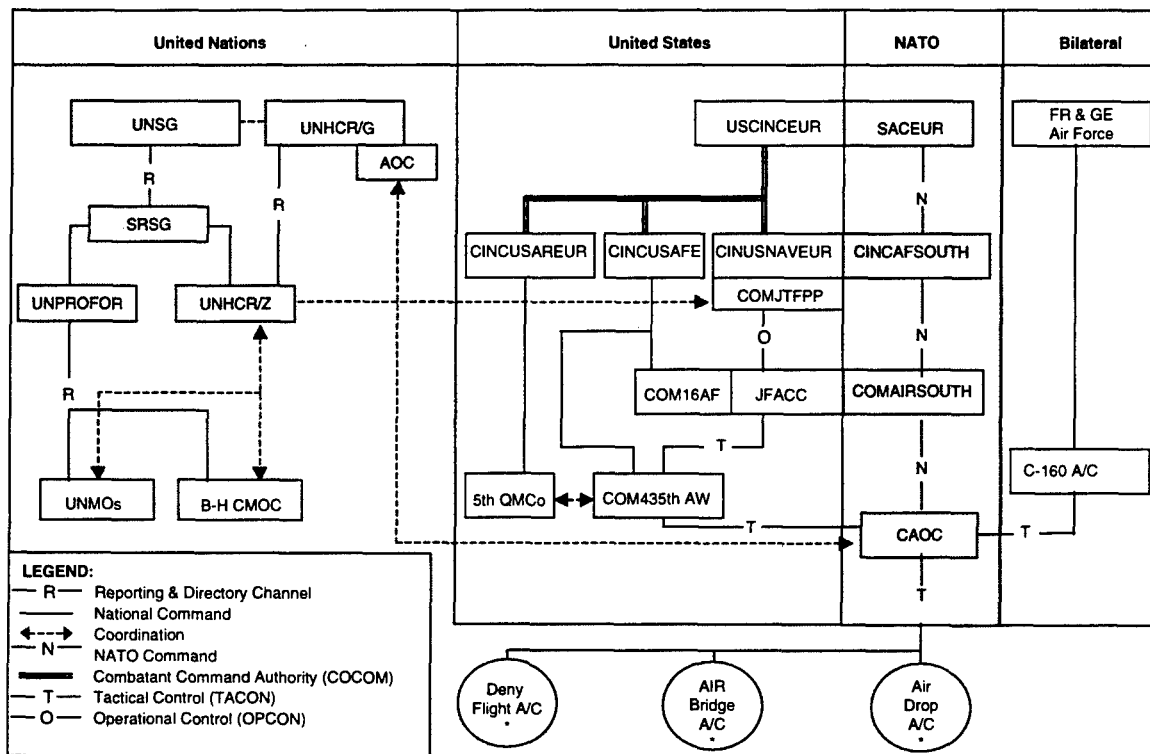 United Nations
United States
NATO
Bilateral
UNSG
UNHCR/G
AOC
USCINCEUR
SACEUR
FR & GE
Air Force
R
R
N
SRSG
CINCUSAREUR
CINCUSAFE
CINUSNAVEUR
CINCAFSOUTH
UNPROFOR
UNHCR/Z
COMJTFPP
O
N
R
COM16AF
JFACC
COMAIRSOUTH
T
N
UNMOs
B-H CMOC
5th QMCo
COM435th AW
C-160 A/C
T
CAOC
T
T
LEGEND:
R Reporting & Directory Channel
National Command
Coordination
N NATO Command
Combatant Command Authority (COCOM)
T Tactical Control (TACON)
O Operational Control (OPCON)
Deny
Flight A/C
*
AIR
Bridge
A/C
*
Air
Drop
A/C
*